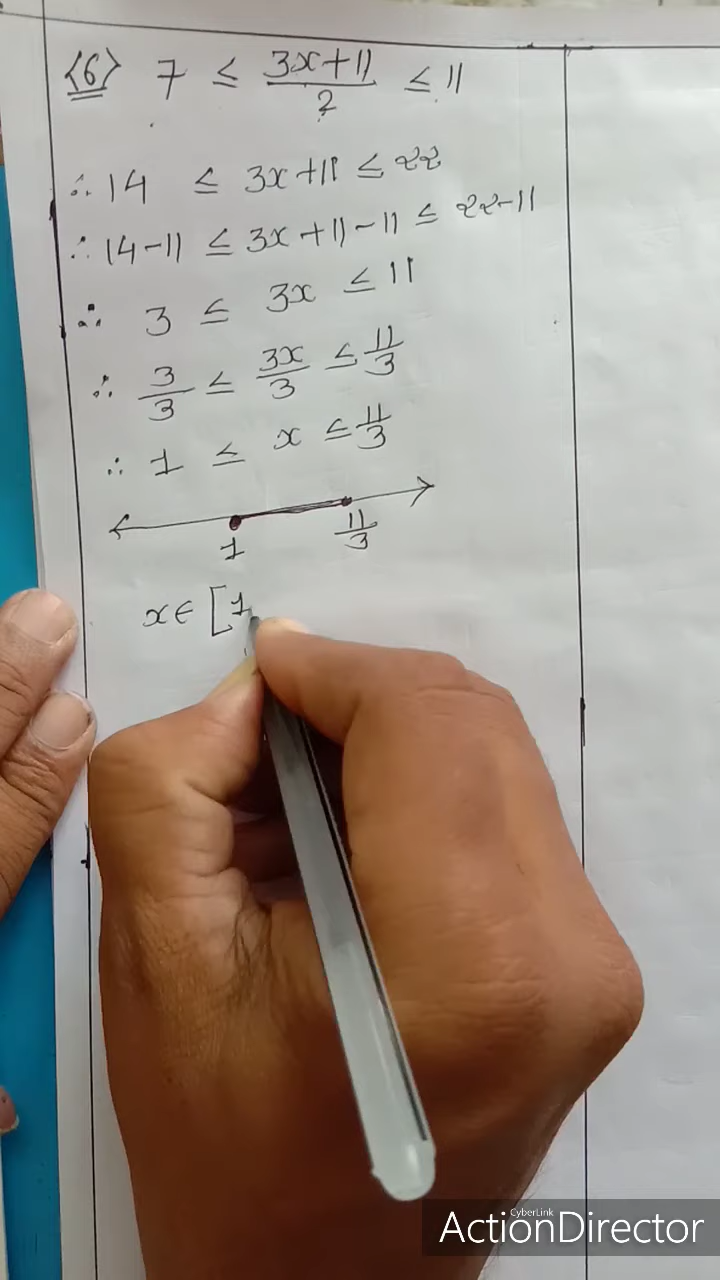 <6> 7 ≤ (3x+11)/2 ≤ 11
∴ 14 ≤ 3x+11 ≤ 22
∴ 14-11 ≤ 3x+11-11 ≤ 22-11
∴ 3 ≤ 3x ≤ 11
∴ 3/3 ≤ 3x/3 ≤ 11/3
∴ 1 ≤ x ≤ 11/3
1 11/3
x ∈ [1,
CyberLink
ActionDirector